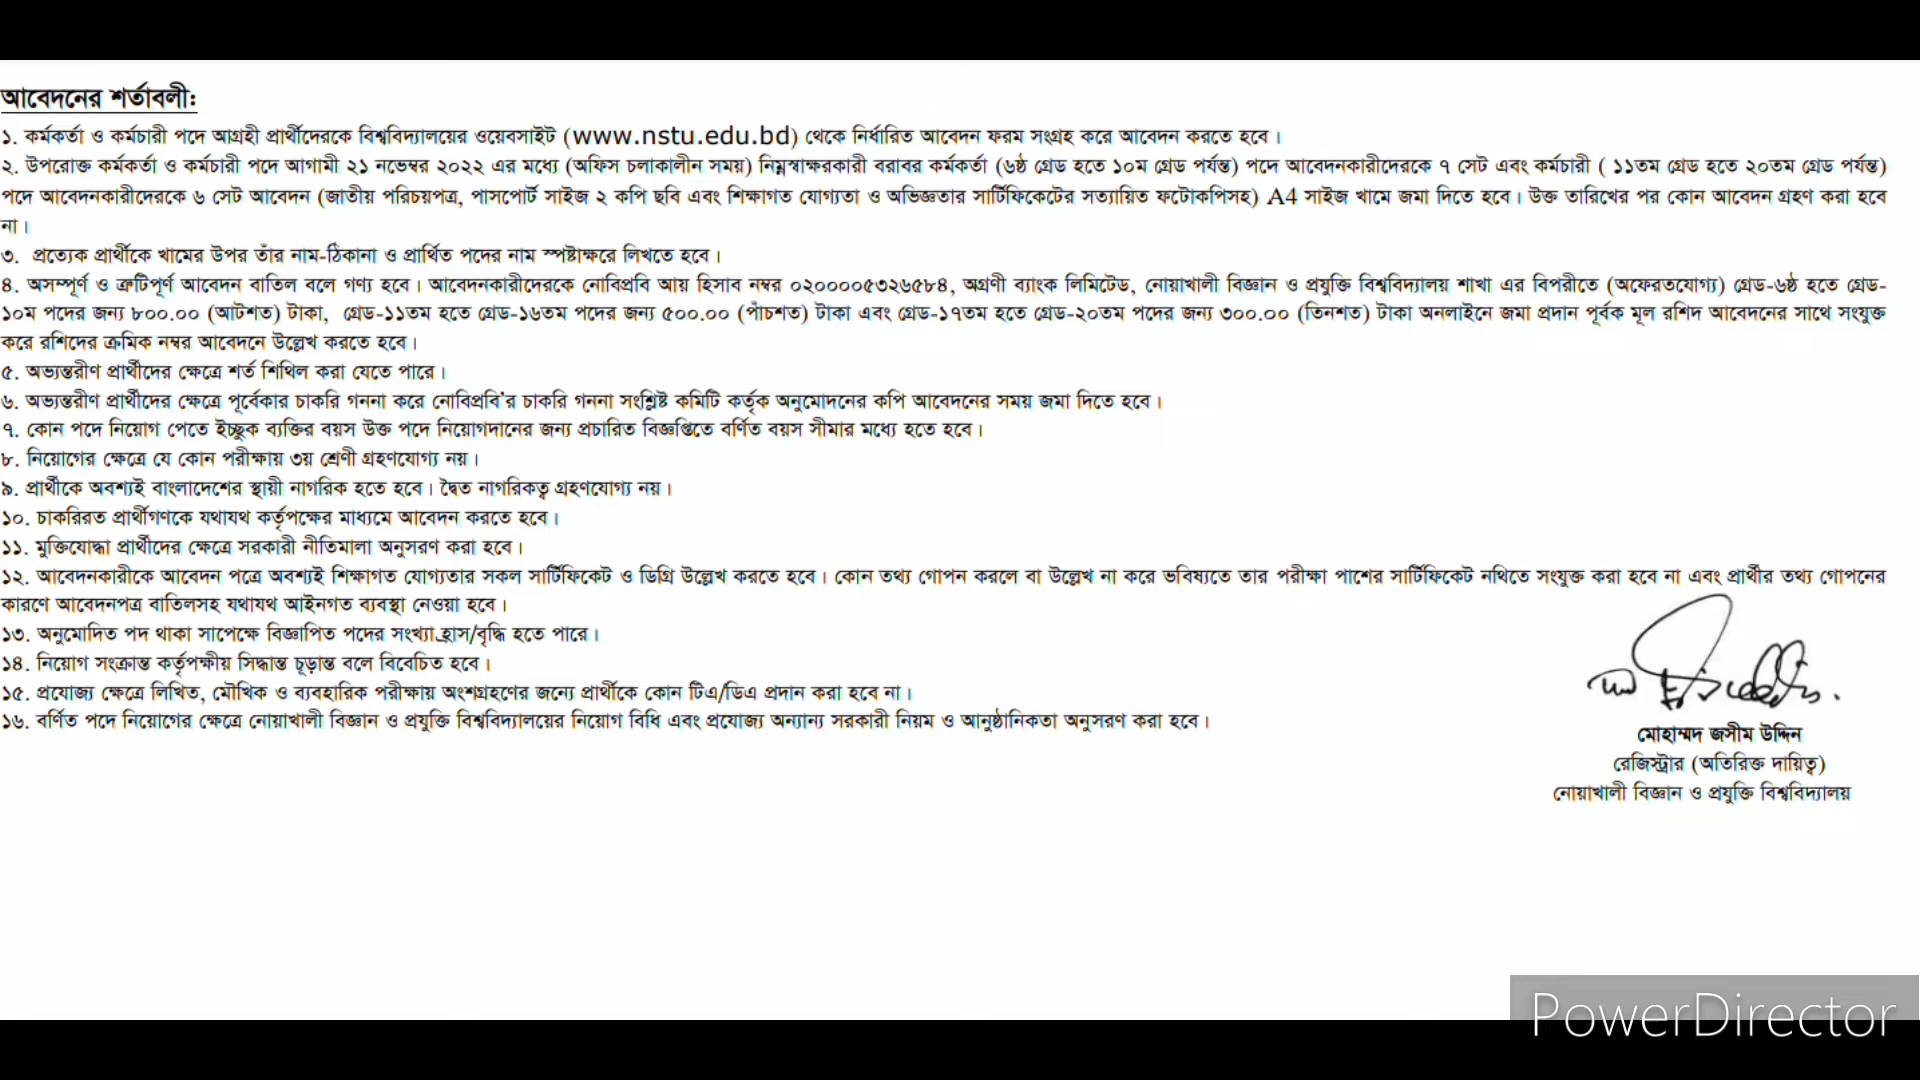 আবেদনের শর্তাবলী:
১. কর্মকর্তা ও কর্মচারী পদে আগ্রহী প্রার্থীদেরকে বিশ্ববিদ্যালয়ের ওয়েবসাইট (www.nstu.edu.bd) থেকে নির্ধারিত আবেদন ফরম সংগ্রহ করে আবেদন করতে হবে।
২. উপরোক্ত কর্মকর্তা ও কর্মচারী পদে আগামী ২১ নভেম্বর ২০২২ এর মধ্যে (অফিস চলাকালীন সময়) নিম্নস্বাক্ষরকারী বরাবর কর্মকর্তা (৬ষ্ঠ গ্রেড হতে ১০ম গ্রেড পর্যন্ত) পদে আবেদনকারীদেরকে ৭ সেট এবং কর্মচারী ( ১১তম গ্রেড হতে ২০তম গ্রেড পর্যন্ত)
পদে আবেদনকারীদেরকে ৬ সেট আবেদন (জাতীয় পরিচয়পত্র, পাসপোর্ট সাইজ ২ কপি ছবি এবং শিক্ষাগত যোগ্যতা ও অভিজ্ঞতার সার্টিফিকেটের সত্যায়িত ফটোকপিসহ) A4 সাইজ খামে জমা দিতে হবে। উক্ত তারিখের পর কোন আবেদন গ্রহণ করা হবে
না।
৩. প্রত্যেক প্রার্থীকে খামের উপর তাঁর নাম-ঠিকানা ও প্রার্থিত পদের নাম স্পষ্টাক্ষরে লিখতে হবে।
৪. অসম্পূর্ণ ও ত্রুটিপূর্ণ আবেদন বাতিল বলে গণ্য হবে। আবেদনকারীদেরকে নোবিপ্রবি আয় হিসাব নম্বর ০২০০০০৫৩২৬৫৮৪, অগ্রণী ব্যাংক লিমিটেড, নোয়াখালী বিজ্ঞান ও প্রযুক্তি বিশ্ববিদ্যালয় শাখা এর বিপরীতে (অফেরতযোগ্য) গ্রেড-৬ষ্ঠ হতে গ্রেড-
১০ম পদের জন্য ৮০০.০০ (আটশত) টাকা, গ্রেড-১১তম হতে গ্রেড-১৬তম পদের জন্য ৫০০.০০ (পাঁচশত) টাকা এবং গ্রেড-১৭তম হতে গ্রেড-২০তম পদের জন্য ৩০০.০০ (তিনশত) টাকা অনলাইনে জমা প্রদান পূর্বক মূল রশিদ আবেদনের সাথে সংযুক্ত
করে রশিদের ক্রমিক নম্বর আবেদনে উল্লেখ করতে হবে।
৫. অভ্যন্তরীণ প্রার্থীদের ক্ষেত্রে শর্ত শিথিল করা যেতে পারে।
৬. অভ্যন্তরীণ প্রার্থীদের ক্ষেত্রে পূর্বেকার চাকরি গননা করে নোবিপ্রবি'র চাকরি গননা সংশ্লিষ্ট কমিটি কর্তৃক অনুমোদনের কপি আবেদনের সময় জমা দিতে হবে।
৭. কোন পদে নিয়োগ পেতে ইচ্ছুক ব্যক্তির বয়স উক্ত পদে নিয়োগদানের জন্য প্রচারিত বিজ্ঞপ্তিতে বর্ণিত বয়স সীমার মধ্যে হতে হবে।
৮. নিয়োগের ক্ষেত্রে যে কোন পরীক্ষায় ৩য় শ্রেণী গ্রহণযোগ্য নয়।
৯. প্রার্থীকে অবশ্যই বাংলাদেশের স্থায়ী নাগরিক হতে হবে। দ্বৈত নাগরিকত্ব গ্রহণযোগ্য নয়।
১০. চাকরিরত প্রার্থীগণকে যথাযথ কর্তৃপক্ষের মাধ্যমে আবেদন করতে হবে।
১১. মুক্তিযোদ্ধা প্রার্থীদের ক্ষেত্রে সরকারী নীতিমালা অনুসরণ করা হবে।
১২. আবেদনকারীকে আবেদন পত্রে অবশ্যই শিক্ষাগত যোগ্যতার সকল সার্টিফিকেট ও ডিগ্রি উল্লেখ করতে হবে। কোন তথ্য গোপন করলে বা উল্লেখ না করে ভবিষ্যতে তার পরীক্ষা পাশের সার্টিফিকেট নথিতে সংযুক্ত করা হবে না এবং প্রার্থীর তথ্য গোপনের
কারণে আবেদনপত্র বাতিলসহ যথাযথ আইনগত ব্যবস্থা নেওয়া হবে।
১৩. অনুমোদিত পদ থাকা সাপেক্ষে বিজ্ঞাপিত পদের সংখ্যা হ্রাস/বৃদ্ধি হতে পারে।
১৪. নিয়োগ সংক্রান্ত কর্তৃপক্ষীয় সিদ্ধান্ত চূড়ান্ত বলে বিবেচিত হবে।
১৫. প্রযোজ্য ক্ষেত্রে লিখিত, মৌখিক ও ব্যবহারিক পরীক্ষায় অংশগ্রহণের জন্যে প্রার্থীকে কোন টিএ/ডিএ প্রদান করা হবে না।
১৬. বর্ণিত পদে নিয়োগের ক্ষেত্রে নোয়াখালী বিজ্ঞান ও প্রযুক্তি বিশ্ববিদ্যালয়ের নিয়োগ বিধি এবং প্রযোজ্য অন্যান্য সরকারী নিয়ম ও আনুষ্ঠানিকতা অনুসরণ করা হবে।
মোহাম্মদ জসীম উদ্দিন
রেজিস্ট্রার (অতিরিক্ত দায়িত্ব)
নোয়াখালী বিজ্ঞান ও প্রযুক্তি বিশ্ববিদ্যালয়
PowerDirector